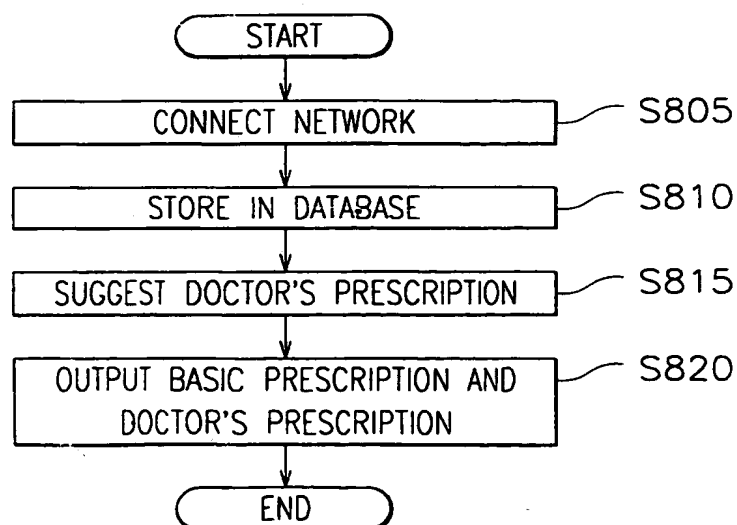 START
CONNECT NETWORK
S805
STORE IN DATABASE
S810
SUGGEST DOCTOR'S PRESCRIPTION
S815
OUTPUT BASIC PRESCRIPTION AND
DOCTOR'S PRESCRIPTION
S820
END